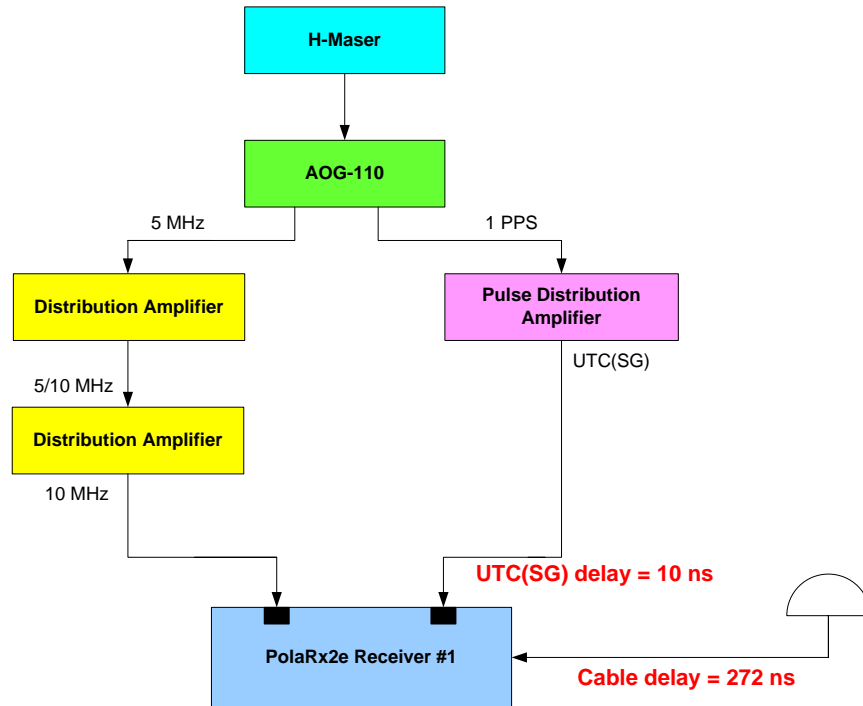 H-Maser
AOG-110
5 MHz
1 PPS
Distribution Amplifier
Pulse Distribution
Amplifier
UTC(SG)
5/10 MHz
Distribution Amplifier
10 MHz
UTC(SG) delay = 10 ns
PolaRx2e Receiver #1
Cable delay = 272 ns